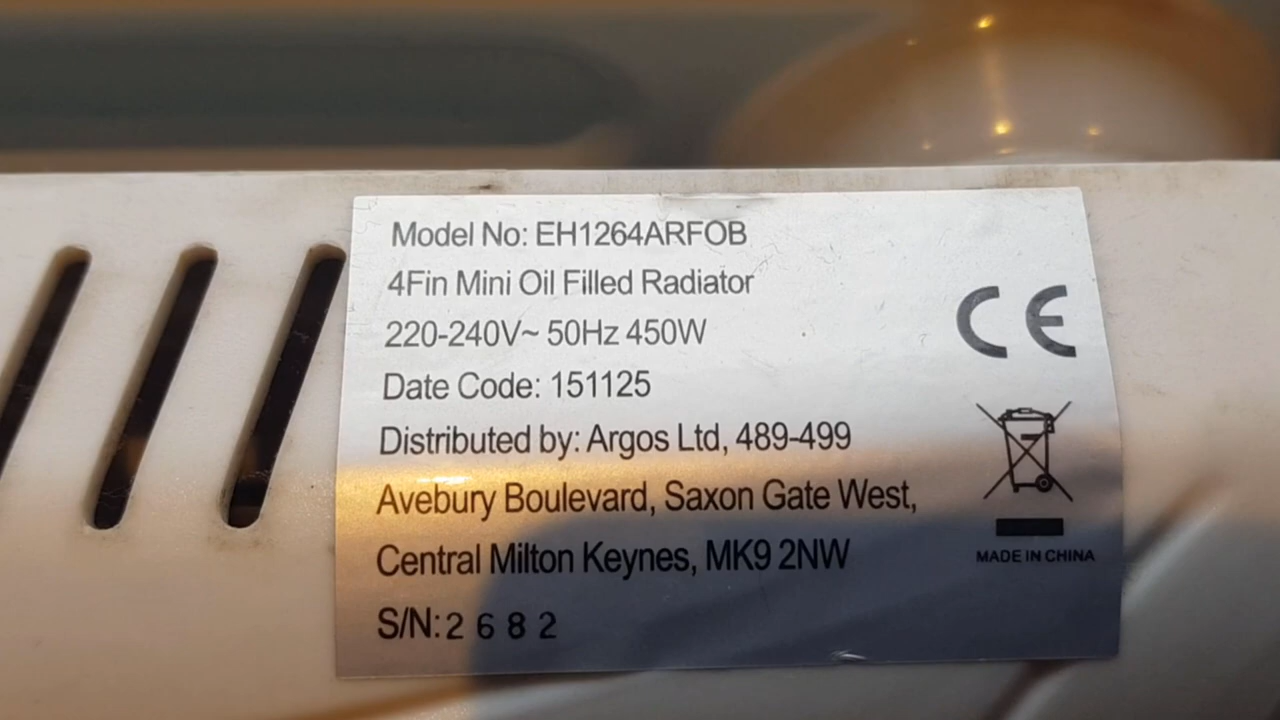 Model No: EH1264ARFOB
4Fin Mini Oil Filled Radiator
220-240V~ 50Hz 450W
Date Code: 151125
Distributed by: Argos Ltd, 489-499
Avebury Boulevard, Saxon Gate West,
Central Milton Keynes, MK9 2NW
S/N: 2 6 8 2
CE
MADE IN CHINA